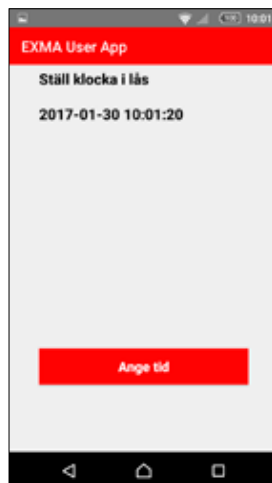 10:01
EXMA User App
Ställ klocka i lås
2017-01-30 10:01:20
Ange tid